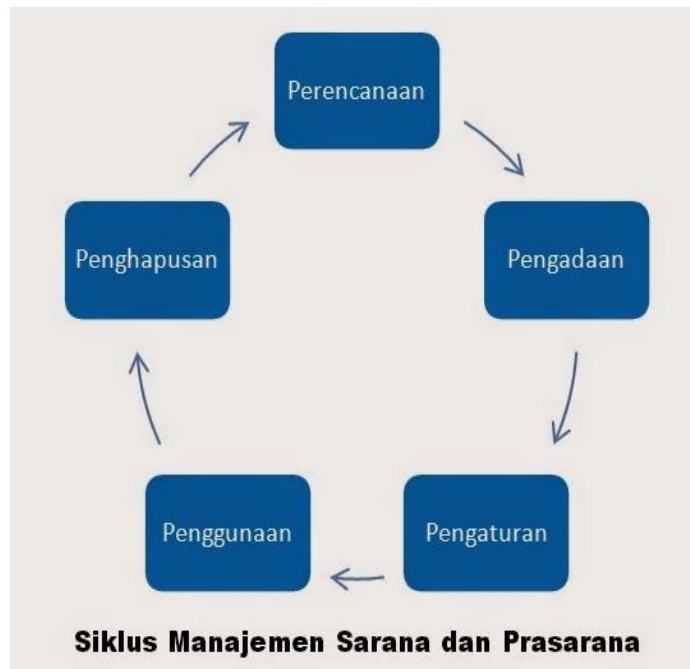 Perencanaan
Pengadaan
Pengaturan
Penggunaan
Penghapusan
Siklus Manajemen Sarana dan Prasarana